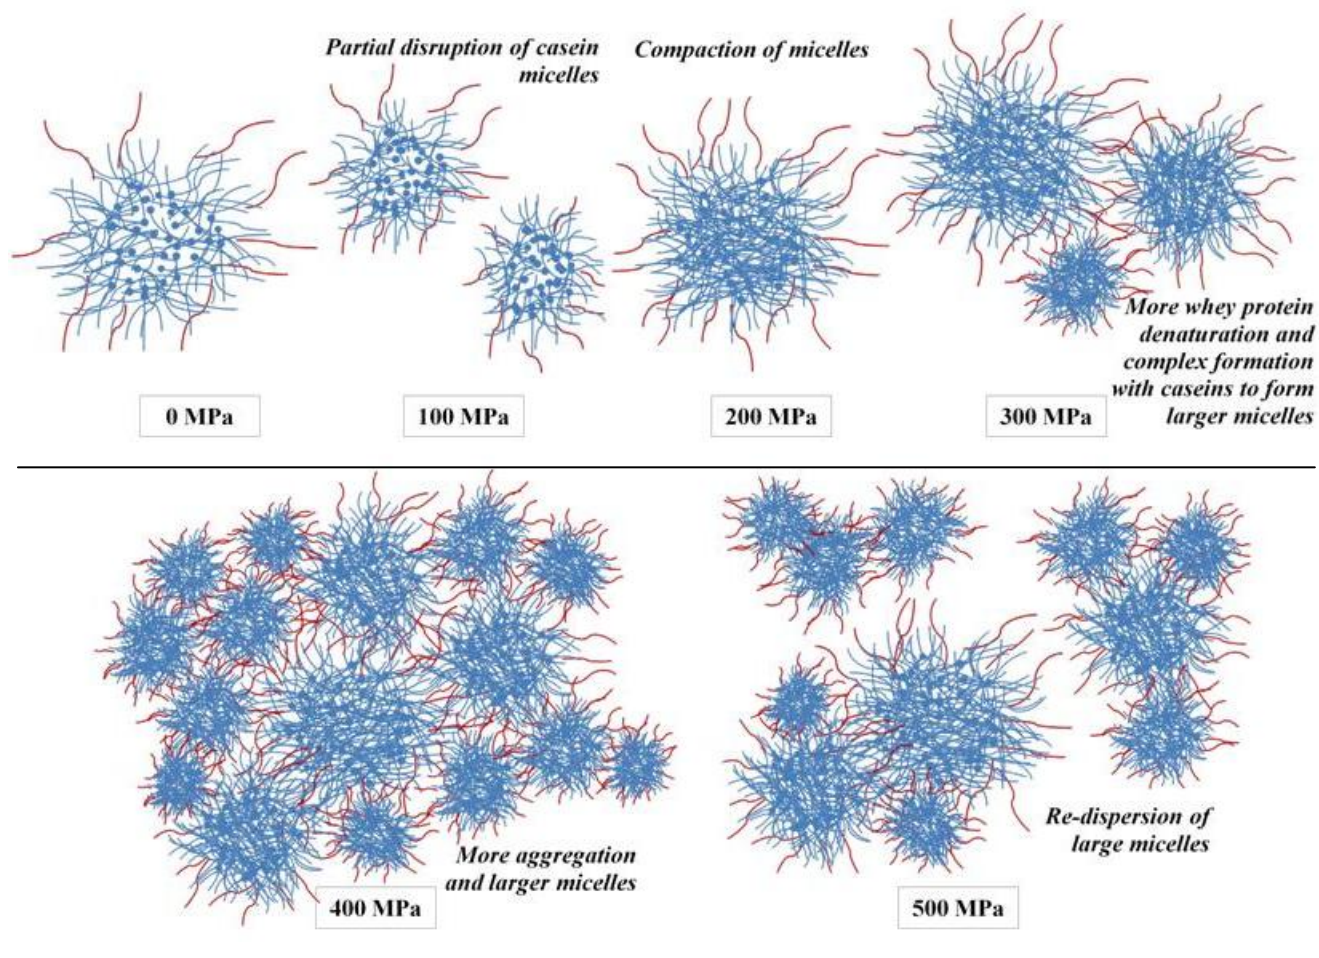 Partial disruption of casein
micelles
Compaction of micelles
More whey protein
denaturation and
complex formation
with caseins to form
larger micelles
0 MPa
100 MPa
200 MPa
300 MPa
More aggregation
and larger micelles
Re-dispersion of
large micelles
400 MPa
500 MPa